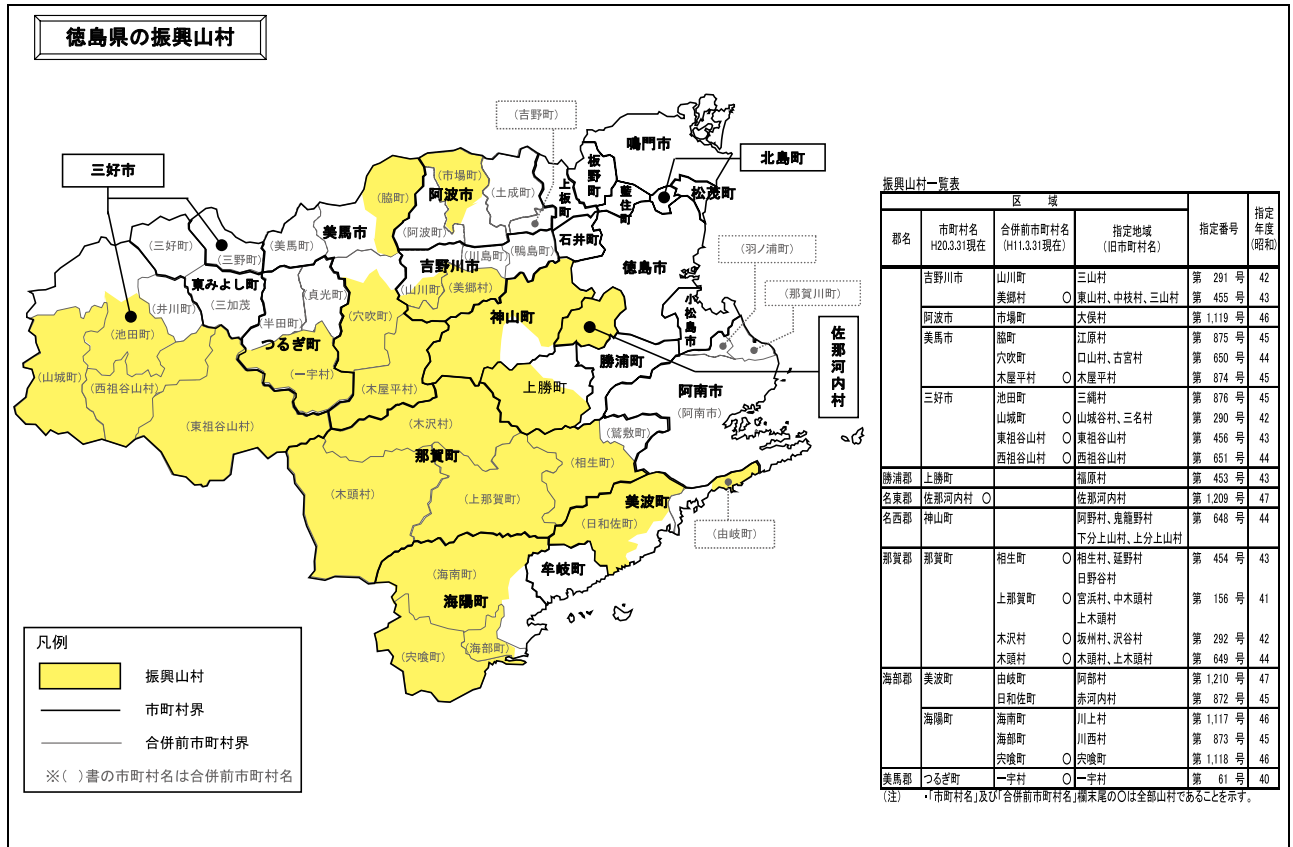 徳島県の振興山村
(吉野町)
鳴門市
北島町
三好市
板野町
藍住町
松茂町
(市場町)
阿波市
(土成町)
上板町
(脇町)
石井町
(羽ノ浦町)
(三好町)
(三野町)
(美馬町)
美馬市
(阿波町)
(川島町)
(鴨島町)
吉野川市
徳島市
(那賀川町)
東みよし町
(三加茂)
(井川町)
(貞光町)
(半田町)
(穴吹町)
(山川町)
(美郷村)
神山町
小松島市
佐那河内村
(池田町)
つるぎ町
(一宇村)
勝浦町
(山城町)
(西祖谷山村)
(木屋平村)
上勝町
阿南市
(阿南市)
(東祖谷山村)
(木沢村)
(鷲敷町)
那賀町
(相生町)
(木頭村)
(上那賀町)
美波町
(日和佐町)
(由岐町)
(海南町)
牟岐町
海陽町
(宍喰町)
(海部町)
凡例
振興山村
市町村界
合併前市町村界
※( )書の市町村名は合併前市町村名
振興山村一覧表
区 域 指定番号 指定年度(昭和)
郡名 市町村名 H20.3.31現在 合併前市町村名 (H11.3.31現在) 指定地域 (旧市町村名)
吉野川市 山川町 三山村 第 291 号 42
美郷村 ○ 東山村、中枝村、三山村 第 455 号 43
阿波市 市場町 大俣村 第 1,119 号 46
美馬市 脇町 江原村 第 875 号 45
穴吹町 口山村、古宮村 第 650 号 44
木屋平村 ○ 木屋平村 第 874 号 45
三好市 池田町 三縄村 第 876 号 45
山城町 ○ 山城谷村、三名村 第 290 号 42
東祖谷山村 ○ 東祖谷山村 第 456 号 43
西祖谷山村 ○ 西祖谷山村 第 651 号 44
勝浦郡 上勝町 福原村 第 453 号 43
名東郡 佐那河内村 ○ 佐那河内村 第 1,209 号 47
名西郡 神山町 阿野村、鬼籠野村 第 648 号 44
下分上山村、上分上山村
那賀郡 那賀町 相生町 ○ 相生村、延野村 第 454 号 43
日野谷村
上那賀町 ○ 宮浜村、中木頭村 第 156 号 41
上木頭村
木沢村 ○ 坂州村、沢谷村 第 292 号 42
木頭村 ○ 木頭村、上木頭村 第 649 号 44
海部郡 美波町 由岐町 阿部村 第 1,210 号 47
日和佐町 赤河内村 第 872 号 45
海陽町 海南町 川上村 第 1,117 号 46
海部町 川西村 第 873 号 45
宍喰町 ○ 宍喰町 第 1,118 号 46
美馬郡 つるぎ町 一宇村 ○ 一宇村 第 61 号 40
(注) ・「市町村名」及び「合併前市町村名」欄末尾の○は全部山村であることを示す。